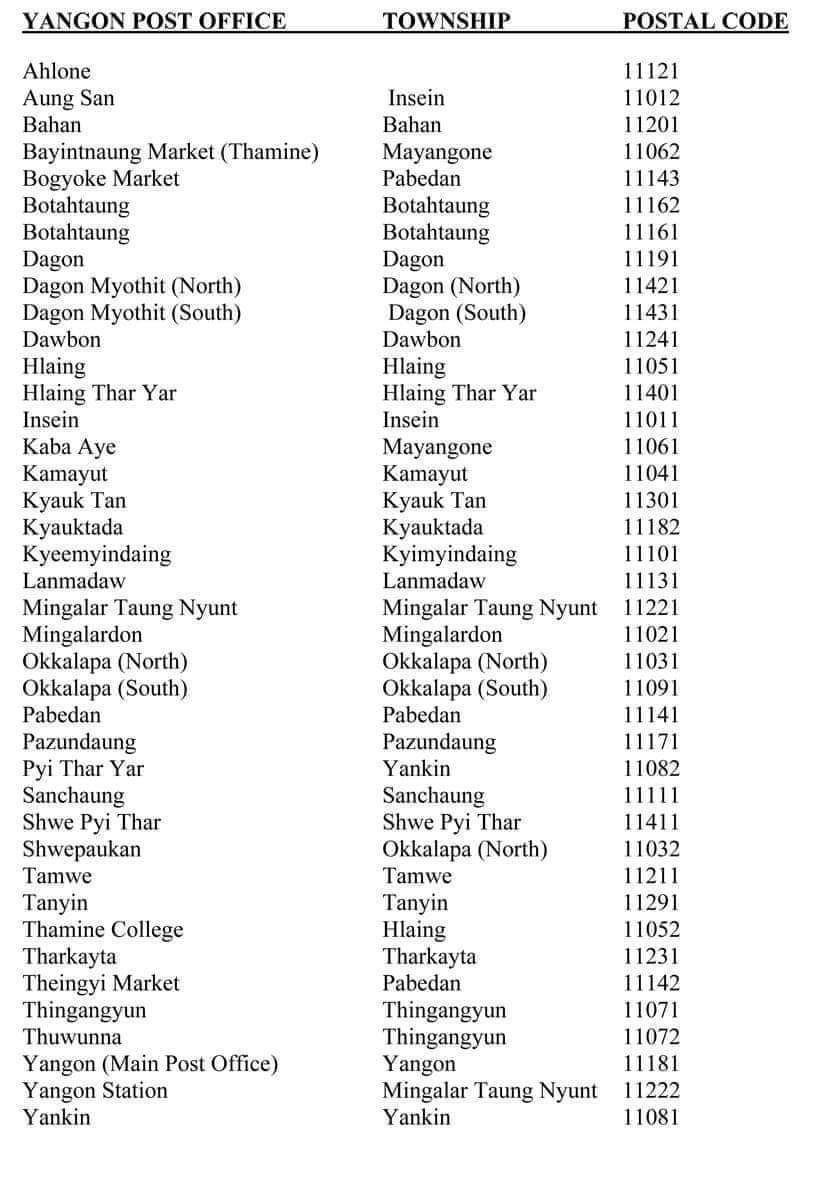 YANGON POST OFFICE TOWNSHIP POSTAL CODE
Ahlone 11121
Aung San Insein 11012
Bahan Bahan 11201
Bayintnaung Market (Thamine) Mayangone 11062
Bogyoke Market Pabedan 11143
Botahtaung Botahtaung 11162
Botahtaung Botahtaung 11161
Dagon Dagon 11191
Dagon Myothit (North) Dagon (North) 11421
Dagon Myothit (South) Dagon (South) 11431
Dawbon Dawbon 11241
Hlaing Hlaing 11051
Hlaing Thar Yar Hlaing Thar Yar 11401
Insein Insein 11011
Kaba Aye Mayangone 11061
Kamayut Kamayut 11041
Kyauk Tan Kyauk Tan 11301
Kyauktada Kyauktada 11182
Kyeemyindaing Kyimyindaing 11101
Lanmadaw Lanmadaw 11131
Mingalar Taung Nyunt Mingalar Taung Nyunt 11221
Mingalardon Mingalardon 11021
Okkalapa (North) Okkalapa (North) 11031
Okkalapa (South) Okkalapa (South) 11091
Pabedan Pabedan 11141
Pazundaung Pazundaung 11171
Pyi Thar Yar Yankin 11082
Sanchaung Sanchaung 11111
Shwe Pyi Thar Shwe Pyi Thar 11411
Shwepaukan Okkalapa (North) 11032
Tamwe Tamwe 11211
Tanyin Tanyin 11291
Thamine College Hlaing 11052
Tharkayta Tharkayta 11231
Theingyi Market Pabedan 11142
Thingangyun Thingangyun 11071
Thuwunna Thingangyun 11072
Yangon (Main Post Office) Yangon 11181
Yangon Station Mingalar Taung Nyunt 11222
Yankin Yankin 11081